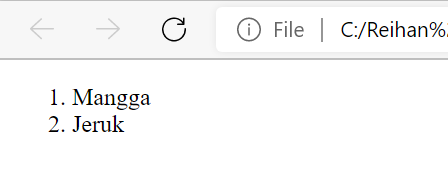 File | C:/Reihan%
1. Mangga
2. Jeruk